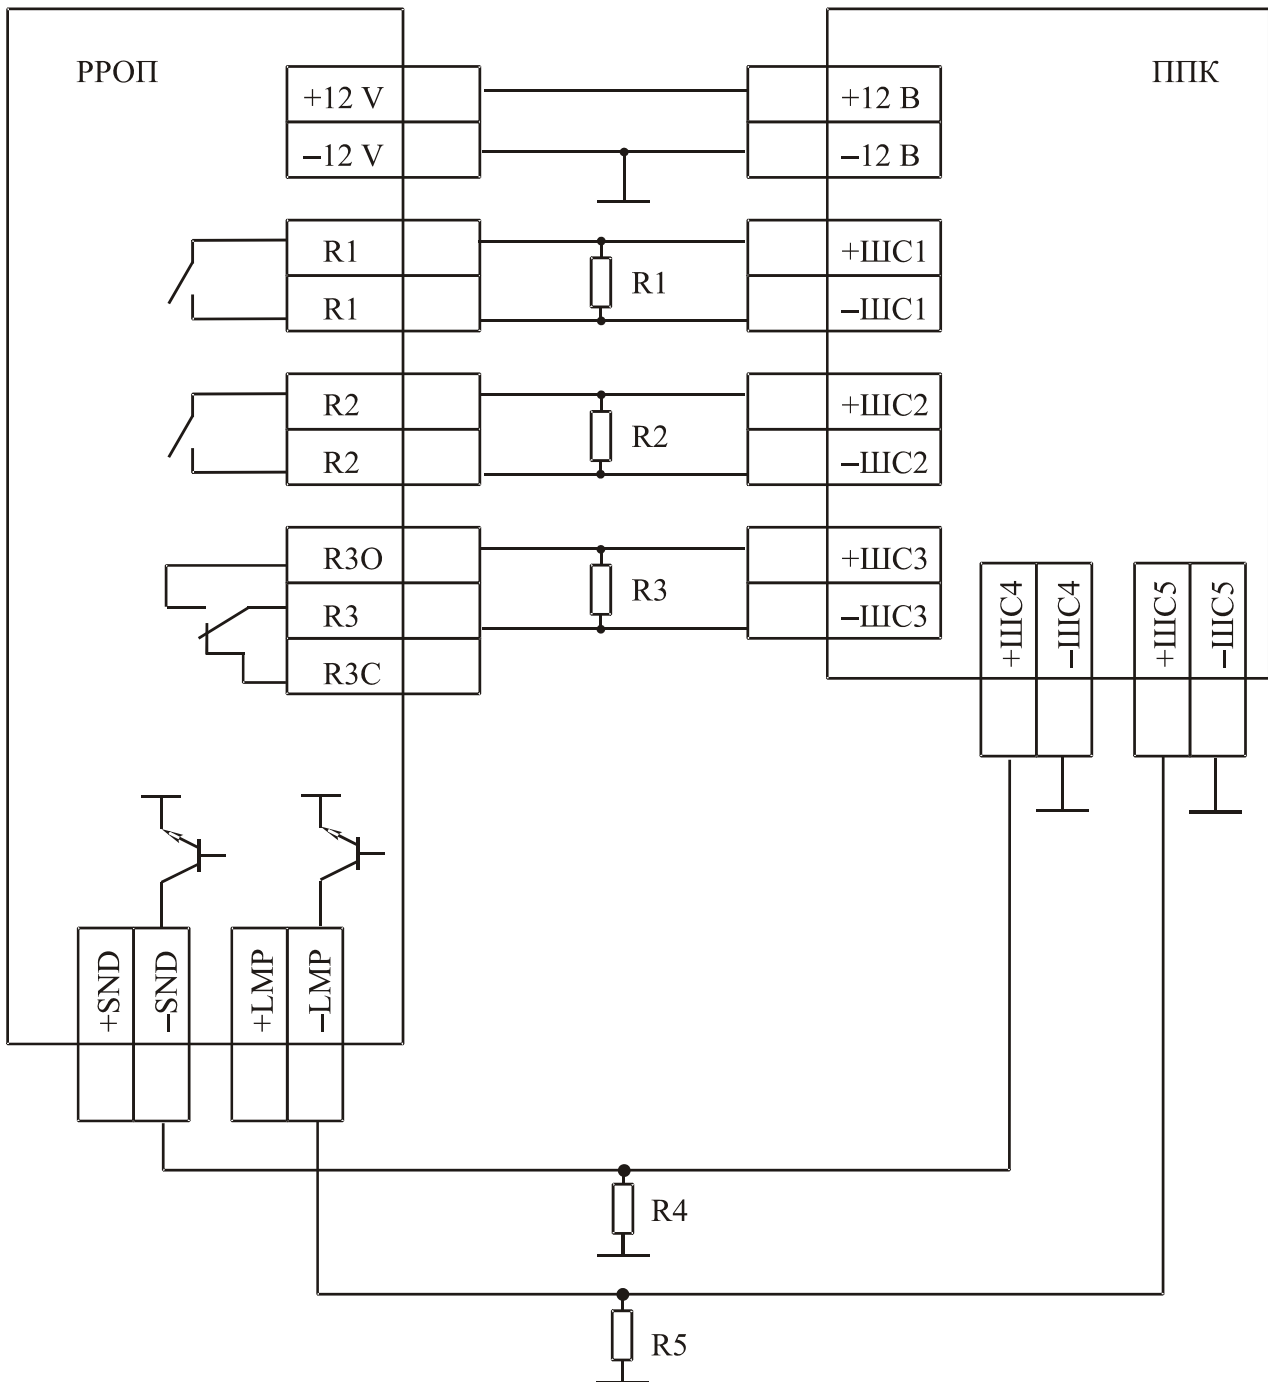 РРОП
ППК
+12 V
–12 V
+12 В
–12 В
R1
R1
R1
+ШС1
–ШС1
R2
R2
R2
+ШС2
–ШС2
R3O
R3
R3C
R3
+ШС3
–ШС3
+ШС4
–ШС4
+ШС5
–ШС5
+SND
–SND
+LMP
–LMP
R4
R5